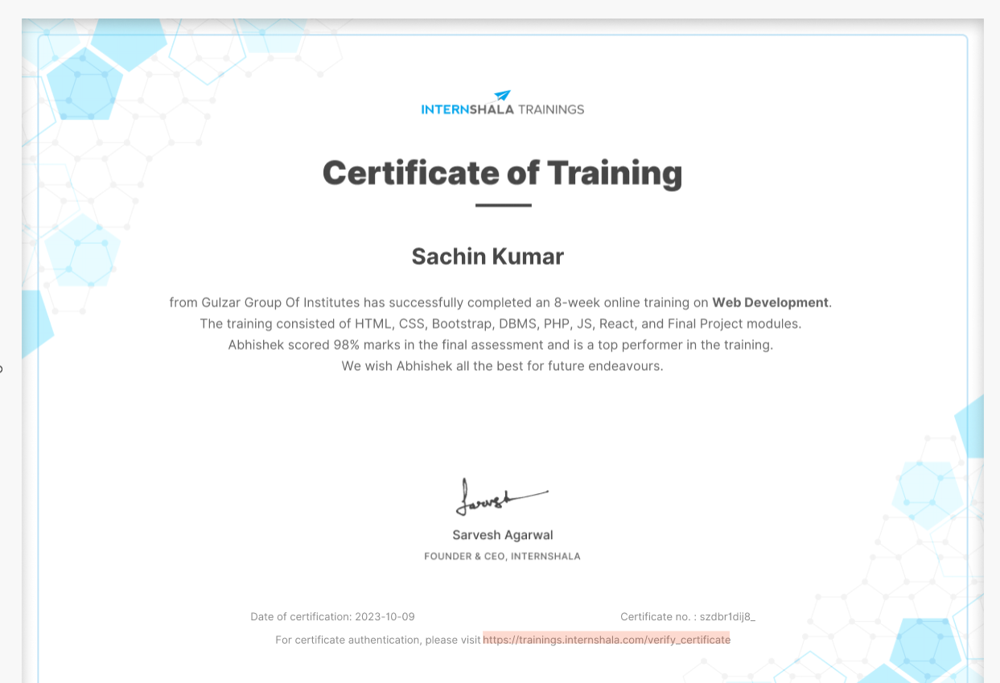 INTERNSHALA TRAININGS
Certificate of Training
Sachin Kumar
from Gulzar Group Of Institutes has successfully completed an 8-week online training on Web Development.
The training consisted of HTML, CSS, Bootstrap, DBMS, PHP, JS, React, and Final Project modules.
Abhishek scored 98% marks in the final assessment and is a top performer in the training.
We wish Abhishek all the best for future endeavours.
Sarvesh Agarwal
FOUNDER & CEO, INTERNSHALA
Date of certification: 2023-10-09 Certificate no. : szdbr1dij8_
For certificate authentication, please visit https://trainings.internshala.com/verify_certificate